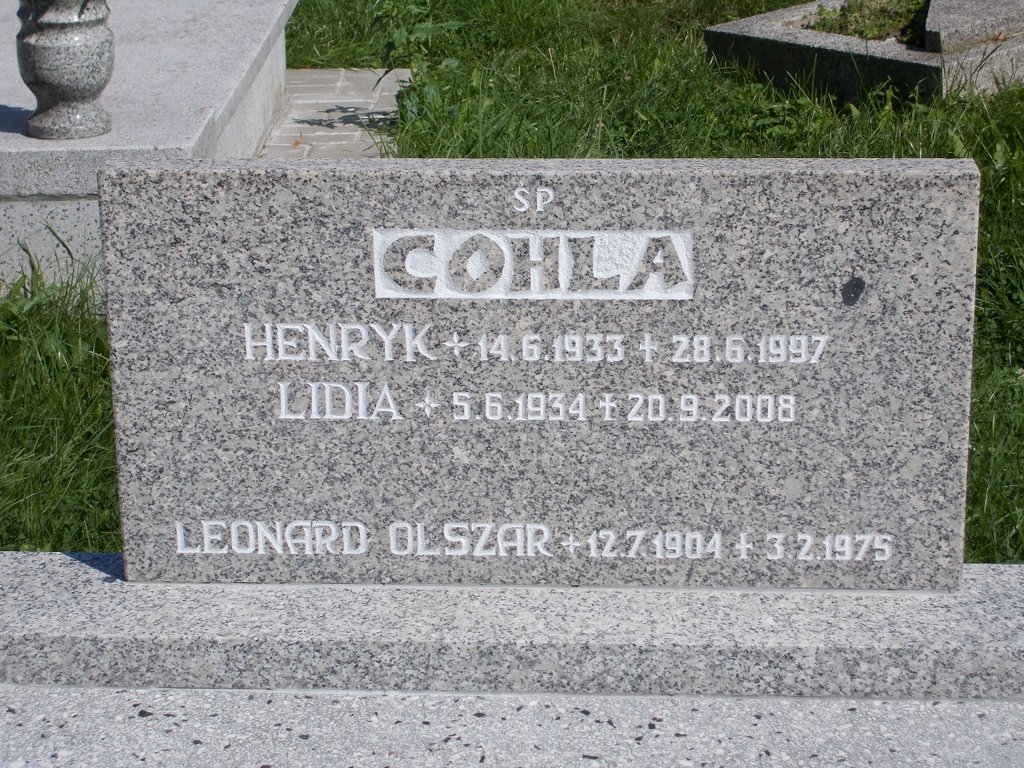 ŚP
COHLA
HENRYK + 14.6.1933 + 28.6.1997
LIDIA + 5.6.1934 + 20.9.2008
LEONARD OLSZAR + 12.7.1904 + 3.2.1975